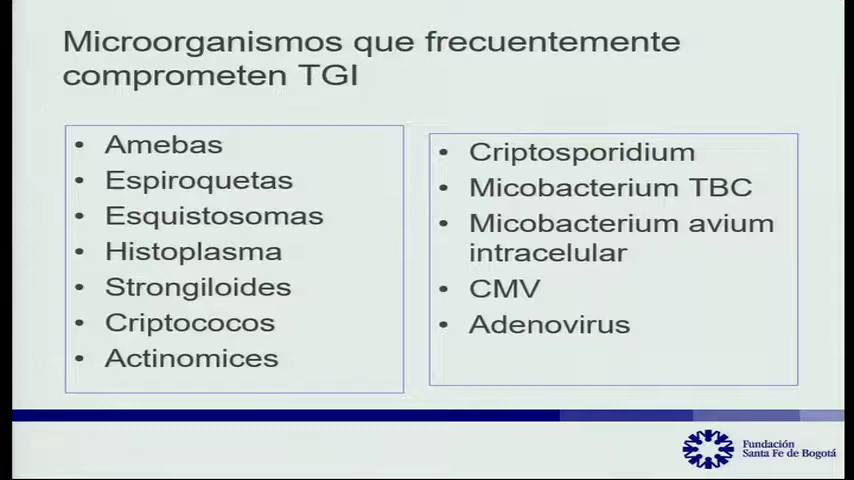 Microorganismos que frecuentemente
comprometen TGI
• Amebas
• Espiroquetas
• Esquistosomas
• Histoplasma
• Strongiloides
• Criptococos
• Actinomices
• Criptosporidium
• Micobacterium TBC
• Micobacterium avium
intracelular
• CMV
• Adenovirus
Fundación
Santa Fe de Bogotá